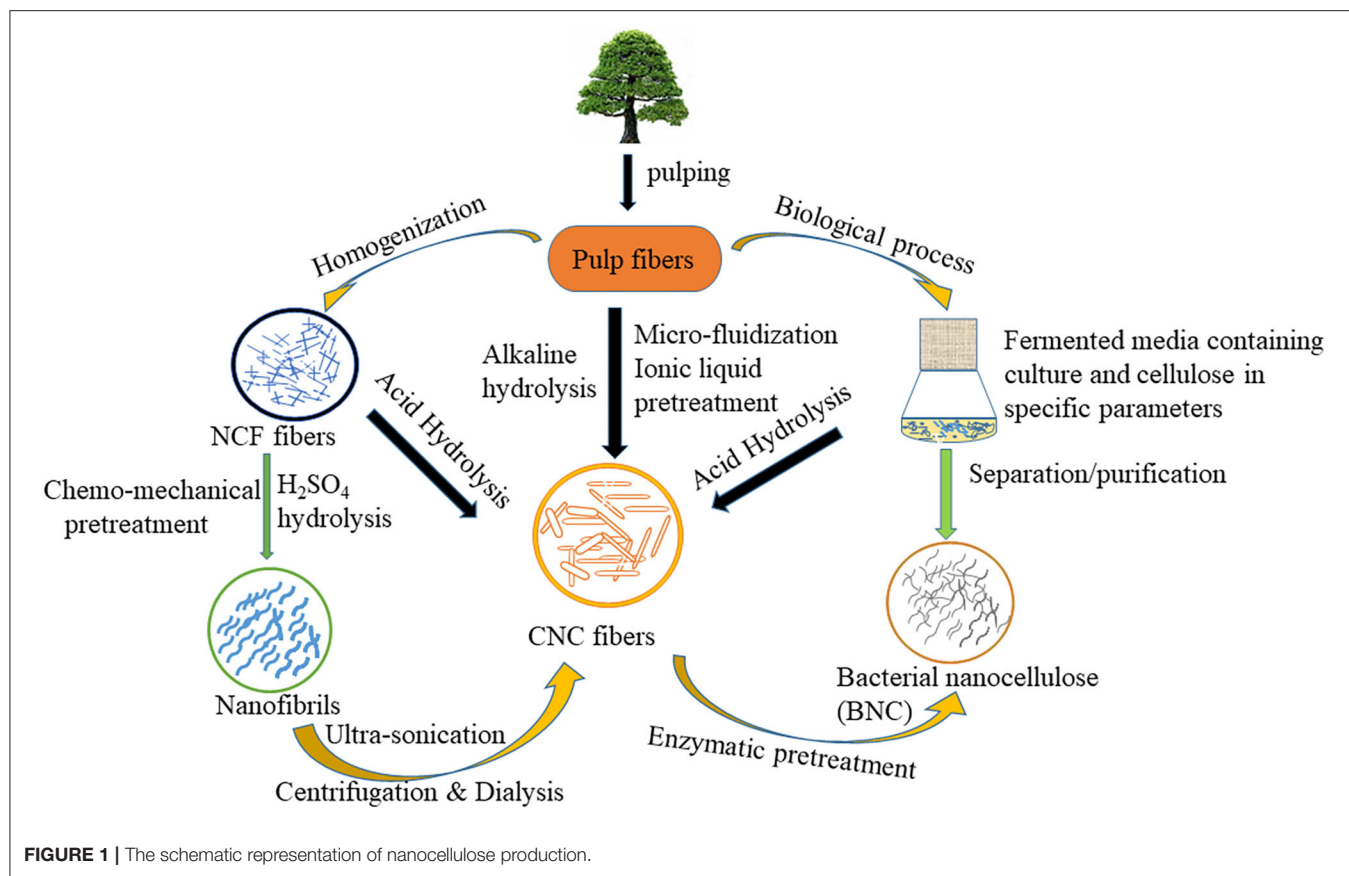 pulping
Homogenization
Biological process
Pulp fibers
Alkaline
hydrolysis
Micro-fluidization
Ionic liquid
pretreatment
Fermented media containing
culture and cellulose in
specific parameters
NCF fibers
Acid Hydrolysis
Acid Hydrolysis
Chemo-mechanical
pretreatment
H₂SO₄
hydrolysis
Separation/purification
CNC fibers
Nanofibrils
Bacterial nanocellulose
(BNC)
Ultra-sonication
Centrifugation & Dialysis
Enzymatic pretreatment
FIGURE 1 | The schematic representation of nanocellulose production.